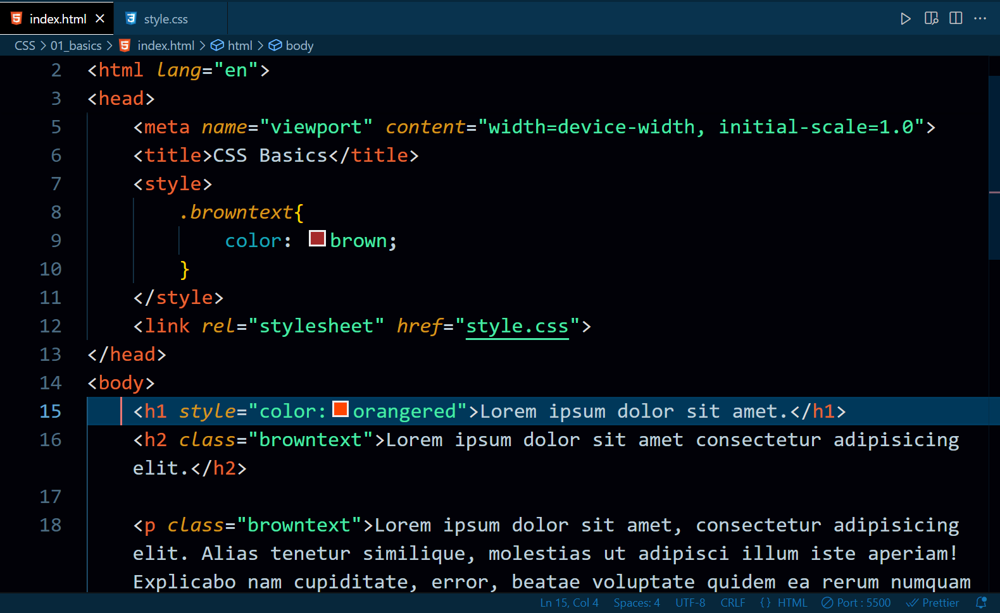 index.html
style.css
CSS > 01_basics > index.html > html > body
2 <html lang="en">
3 <head>
5 <meta name="viewport" content="width=device-width, initial-scale=1.0">
6 <title>CSS Basics</title>
7 <style>
8 .browntext{
9 color: brown;
10 }
11 </style>
12 <link rel="stylesheet" href="style.css">
13 </head>
14 <body>
15 <h1 style="color:orangered">Lorem ipsum dolor sit amet.</h1>
16 <h2 class="browntext">Lorem ipsum dolor sit amet consectetur adipisicing
elit.</h2>
17
18 <p class="browntext">Lorem ipsum dolor sit amet, consectetur adipisicing
elit. Alias tenetur similique, molestias ut adipisci illum iste aperiam!
Explicabo nam cupiditate, error, beatae voluptate quidem ea rerum numquam
Ln 15, Col 4 Spaces: 4 UTF-8 CRLF {} HTML Port : 5500 Prettier